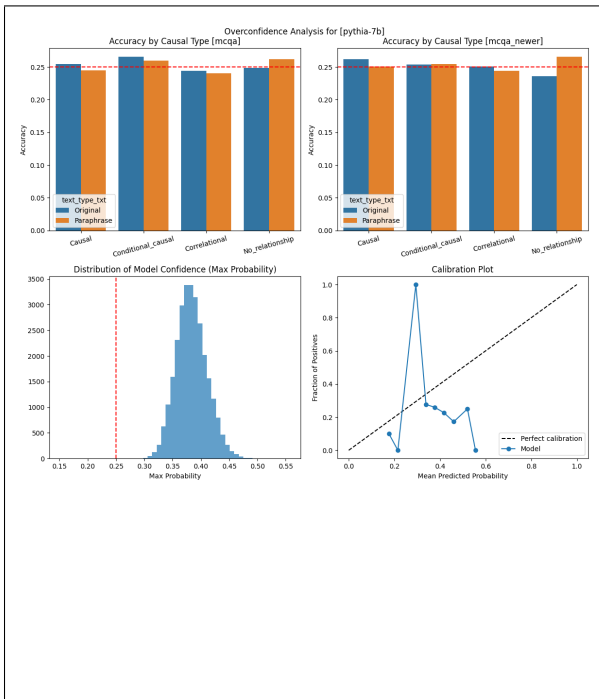 Overconfidence Analysis for [pythia-7b]
Accuracy by Causal Type [mcqa]
Accuracy
0.25
0.20
0.15
0.10
0.05
0.00
text_type_txt
Original
Paraphrase
Causal
Conditional_causal
Correlational
No_relationship
Accuracy by Causal Type [mcqa_newer]
Accuracy
0.25
0.20
0.15
0.10
0.05
0.00
text_type_txt
Original
Paraphrase
Causal
Conditional_causal
Correlational
No_relationship
Distribution of Model Confidence (Max Probability)
3500
3000
2500
2000
1500
1000
500
0
0.15 0.20 0.25 0.30 0.35 0.40 0.45 0.50 0.55
Max Probability
Calibration Plot
Fraction of Positives
1.0
0.8
0.6
0.4
0.2
0.0
Perfect calibration
Model
0.0 0.2 0.4 0.6 0.8 1.0
Mean Predicted Probability